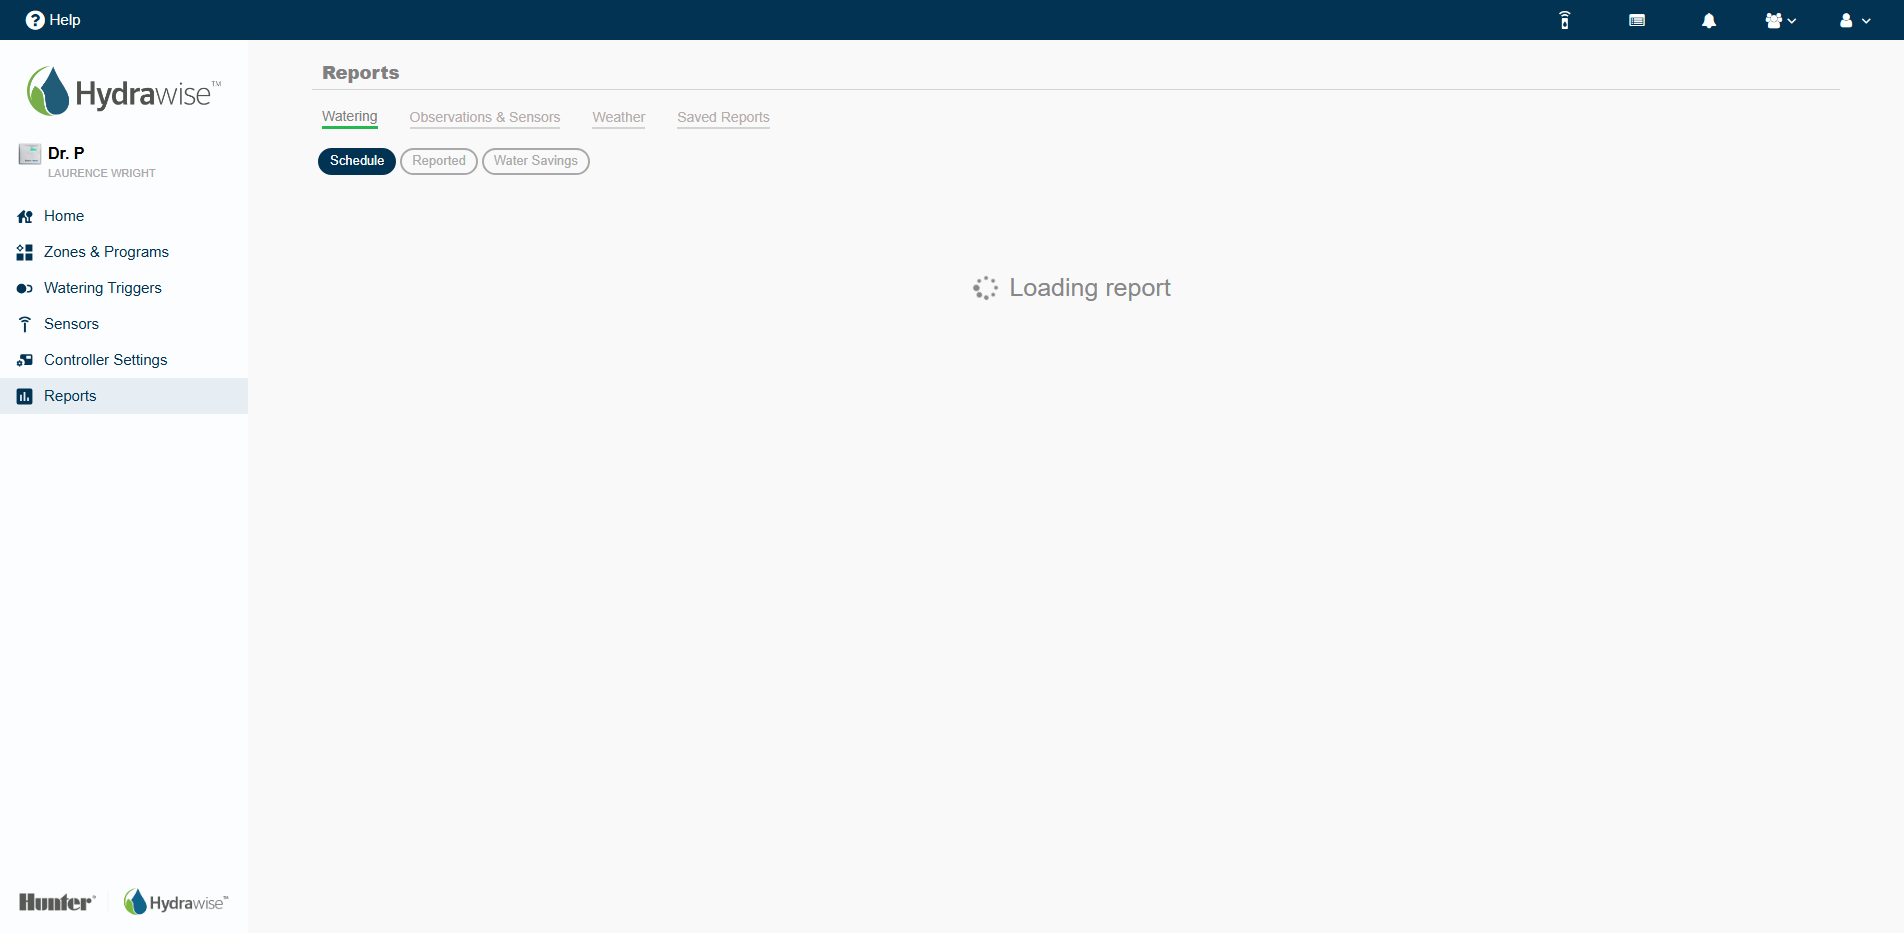 Help
Hydrawise™
Dr. P
LAURENCE WRIGHT
Home
Zones & Programs
Watering Triggers
Sensors
Controller Settings
Reports
Reports
Watering Observations & Sensors Weather Saved Reports
Schedule Reported Water Savings
Loading report
Hunter® Hydrawise™